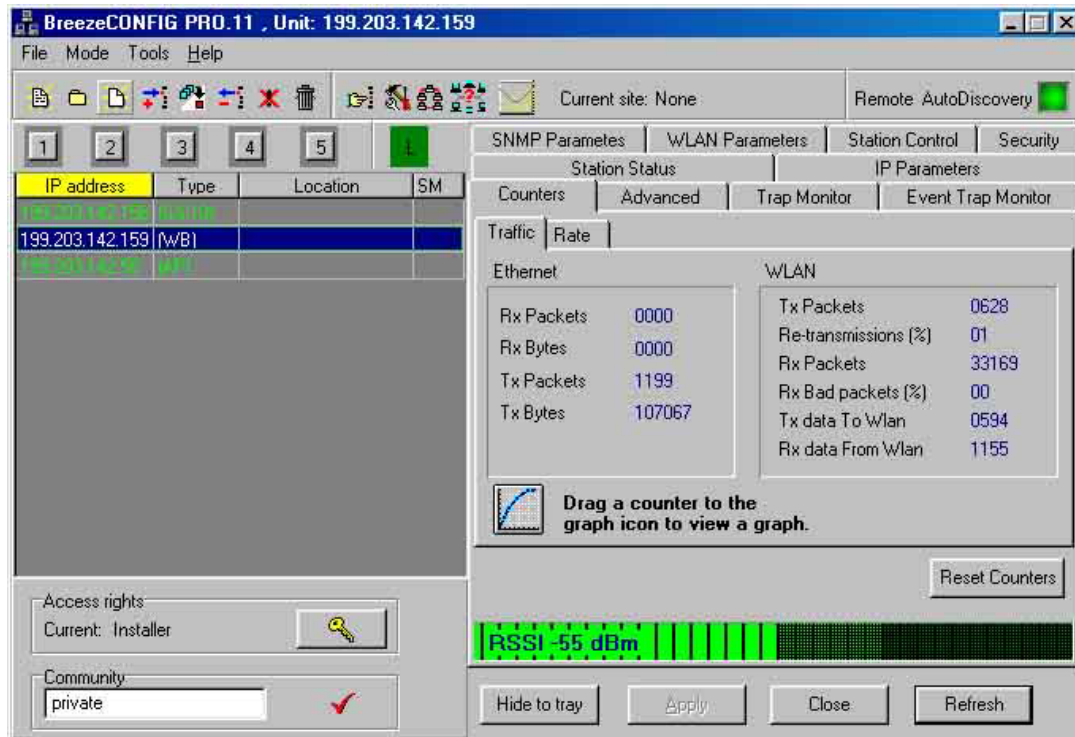 BreezeCONFIG PRO.11 , Unit: 199.203.142.159
File Mode Tools Help
Current site: None
Remote AutoDiscovery
1 2 3 4 5 L
IP address Type Location SM
199.203.142.159 (WB)
SNMP Parametes WLAN Parameters Station Control Security
Station Status IP Parameters
Counters Advanced Trap Monitor Event Trap Monitor
Traffic Rate
Ethernet
Rx Packets 0000
Rx Bytes 0000
Tx Packets 1199
Tx Bytes 107067
WLAN
Tx Packets 0628
Re-transmissions (%) 01
Rx Packets 33169
Rx Bad packets (%) 00
Tx data To Wlan 0594
Rx data From Wlan 1155
Drag a counter to the
graph icon to view a graph.
Reset Counters
Access rights
Current: Installer
Community
private
RSSI -55 dBm
Hide to tray Apply Close Refresh